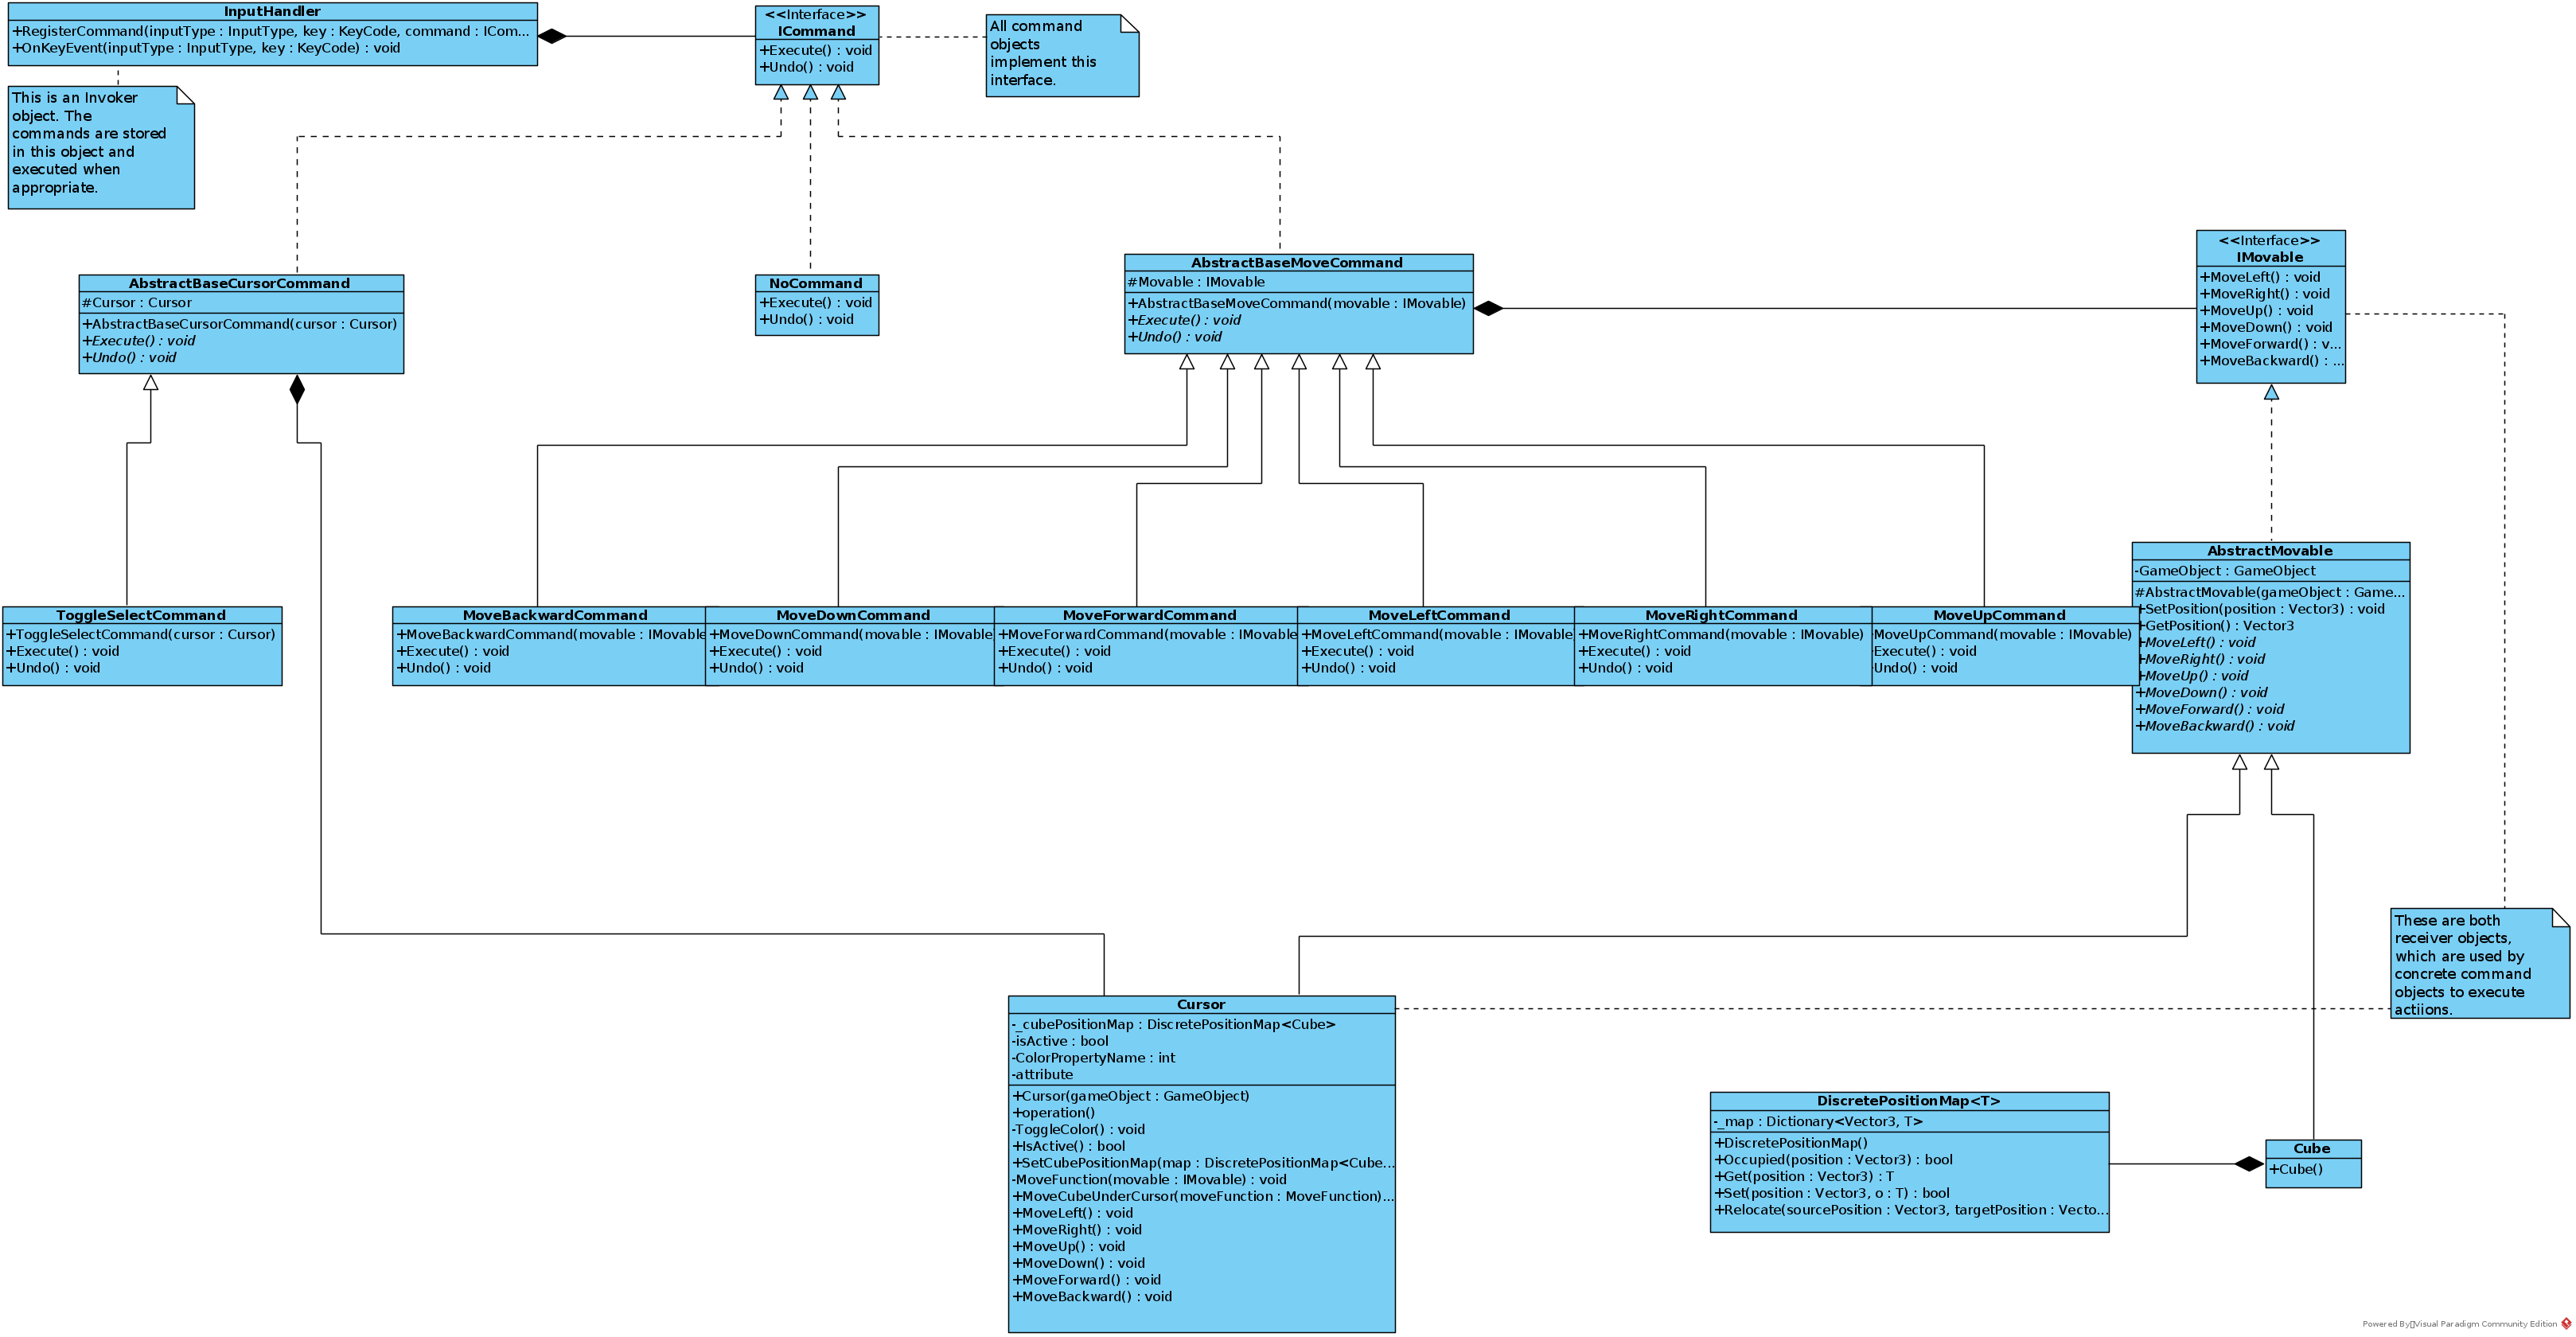 InputHandler
+RegisterCommand(inputType : InputType, key : KeyCode, command : ICom...
+OnKeyEvent(inputType : InputType, key : KeyCode) : void
<<Interface>>
ICommand
+Execute() : void
+Undo() : void
All command
objects
implement this
interface.
This is an Invoker
object. The
commands are stored
in this object and
executed when
appropriate.
AbstractBaseCursorCommand
#Cursor : Cursor
+AbstractBaseCursorCommand(cursor : Cursor)
+Execute() : void
+Undo() : void
NoCommand
+Execute() : void
+Undo() : void
AbstractBaseMoveCommand
#Movable : IMovable
+AbstractBaseMoveCommand(movable : IMovable)
+Execute() : void
+Undo() : void
<<Interface>>
IMovable
+MoveLeft() : void
+MoveRight() : void
+MoveUp() : void
+MoveDown() : void
+MoveForward() : v...
+MoveBackward() : ...
ToggleSelectCommand
+ToggleSelectCommand(cursor : Cursor)
+Execute() : void
+Undo() : void
MoveBackwardCommand
+MoveBackwardCommand(movable : IMovable
+Execute() : void
+Undo() : void
MoveDownCommand
+MoveDownCommand(movable : IMovable
+Execute() : void
+Undo() : void
MoveForwardCommand
+MoveForwardCommand(movable : IMovable
+Execute() : void
+Undo() : void
MoveLeftCommand
+MoveLeftCommand(movable : IMovable
+Execute() : void
+Undo() : void
MoveRightCommand
+MoveRightCommand(movable : IMovable)
+Execute() : void
+Undo() : void
MoveUpCommand
MoveUpCommand(movable : IMovable)
Execute() : void
Undo() : void
AbstractMovable
-GameObject : GameObject
#AbstractMovable(gameObject : Game...
+SetPosition(position : Vector3) : void
+GetPosition() : Vector3
+MoveLeft() : void
+MoveRight() : void
+MoveUp() : void
+MoveDown() : void
+MoveForward() : void
+MoveBackward() : void
These are both
receiver objects,
which are used by
concrete command
objects to execute
actiions.
Cursor
-_cubePositionMap : DiscretePositionMap<Cube>
-isActive : bool
-ColorPropertyName : int
-attribute
+Cursor(gameObject : GameObject)
+operation()
-ToggleColor() : void
+IsActive() : bool
+SetCubePositionMap(map : DiscretePositionMap<Cube...
-MoveFunction(movable : IMovable) : void
+MoveCubeUnderCursor(moveFunction : MoveFunction)...
+MoveLeft() : void
+MoveRight() : void
+MoveUp() : void
+MoveDown() : void
+MoveForward() : void
+MoveBackward() : void
DiscretePositionMap<T>
-_map : Dictionary<Vector3, T>
+DiscretePositionMap()
+Occupied(position : Vector3) : bool
+Get(position : Vector3) : T
+Set(position : Vector3, o : T) : bool
+Relocate(sourcePosition : Vector3, targetPosition : Vecto...
Cube
+Cube()
Powered By▯Visual Paradigm Community Edition